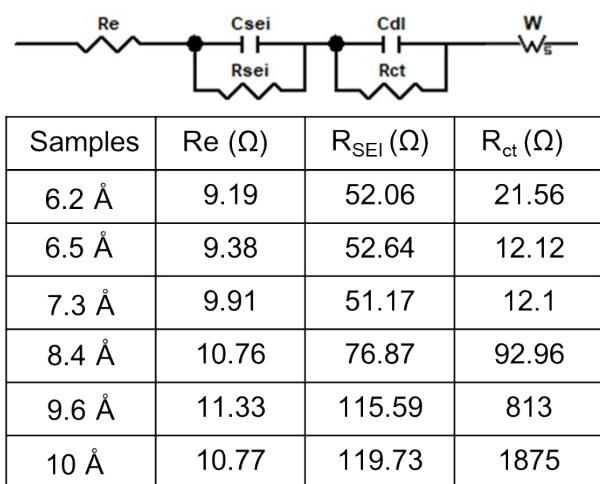 Re Csei Cdl W
Rsei Rct Ws
Samples Re (Ω) RSEI (Ω) Rct (Ω)
6.2 Å 9.19 52.06 21.56
6.5 Å 9.38 52.64 12.12
7.3 Å 9.91 51.17 12.1
8.4 Å 10.76 76.87 92.96
9.6 Å 11.33 115.59 813
10 Å 10.77 119.73 1875